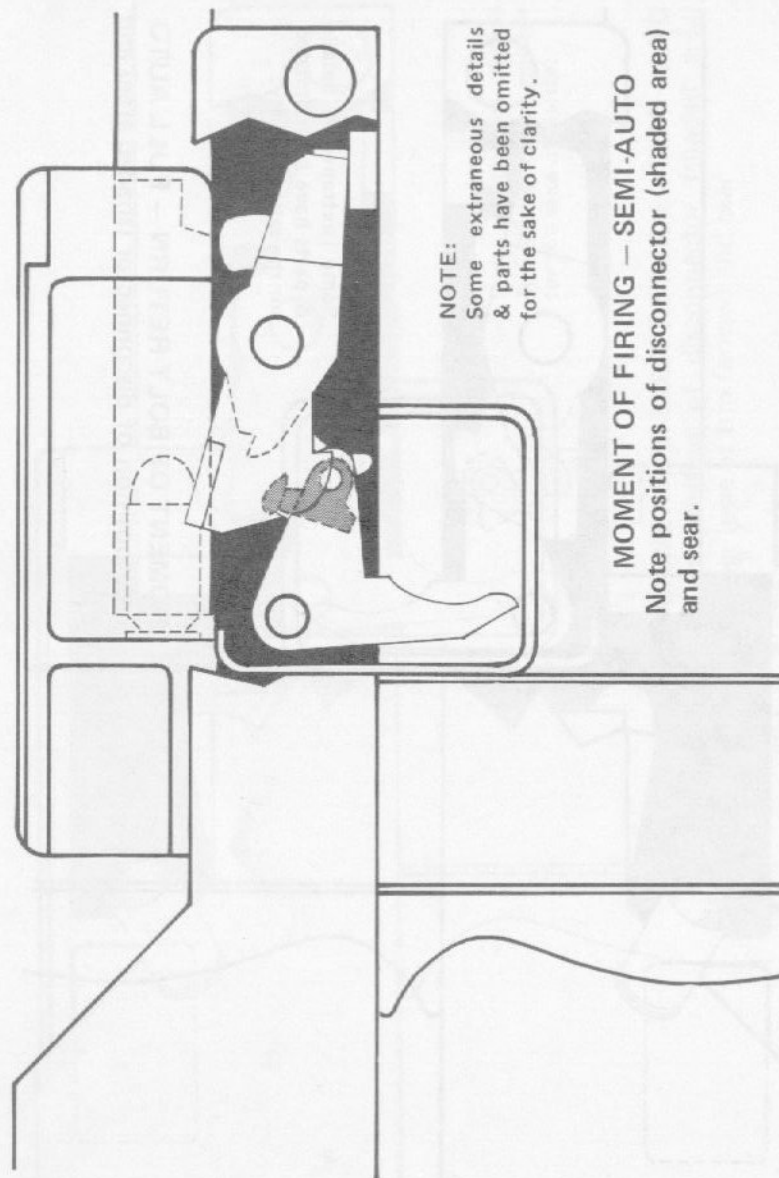 NOTE:
Some extraneous details
& parts have been omitted
for the sake of clarity.
MOMENT OF FIRING – SEMI-AUTO
Note positions of disconnector (shaded area)
and sear.